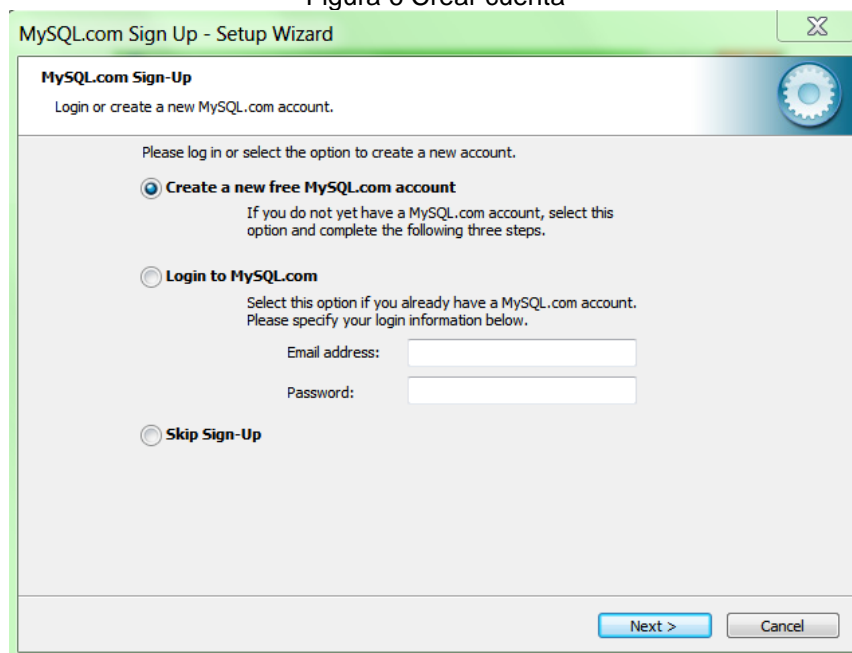 Figura 6 Crear cuenta
MySQL.com Sign Up - Setup Wizard
MySQL.com Sign-Up
Login or create a new MySQL.com account.
Please log in or select the option to create a new account.
Create a new free MySQL.com account
If you do not yet have a MySQL.com account, select this
option and complete the following three steps.
Login to MySQL.com
Select this option if you already have a MySQL.com account.
Please specify your login information below.
Email address:
Password:
Skip Sign-Up
Next >
Cancel